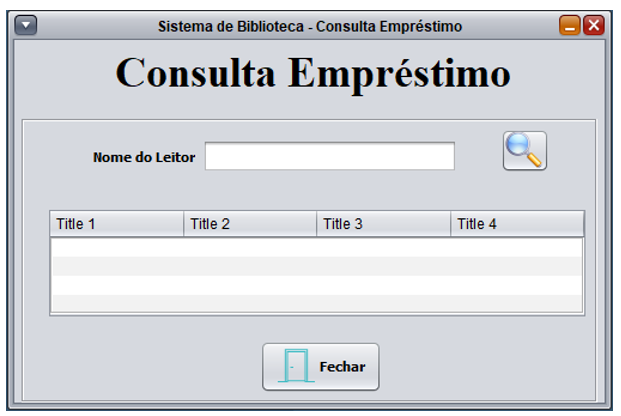 Sistema de Biblioteca - Consulta Empréstimo
Consulta Empréstimo
Nome do Leitor
Title 1 Title 2 Title 3 Title 4
Fechar